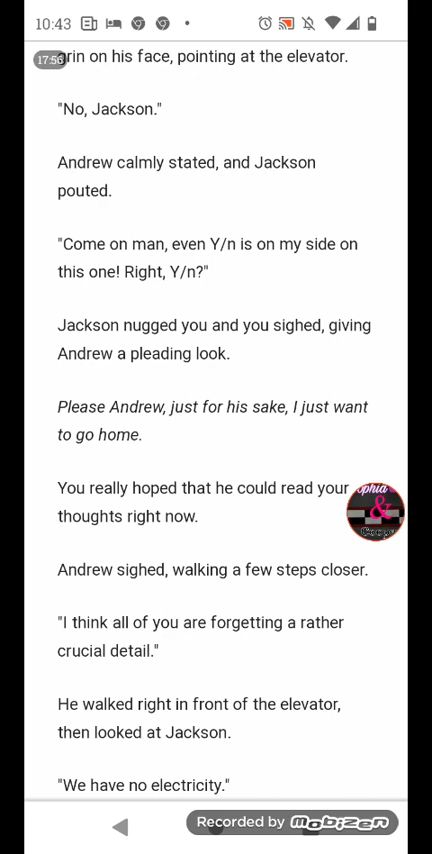 10:43
17:56
grin on his face, pointing at the elevator.
"No, Jackson."
Andrew calmly stated, and Jackson
pouted.
"Come on man, even Y/n is on my side on
this one! Right, Y/n?"
Jackson nugged you and you sighed, giving
Andrew a pleading look.
Please Andrew, just for his sake, I just want
to go home.
You really hoped that he could read your
thoughts right now.
&
Andrew sighed, walking a few steps closer.
"I think all of you are forgetting a rather
crucial detail."
He walked right in front of the elevator,
then looked at Jackson.
"We have no electricity."
Recorded by Mobizen